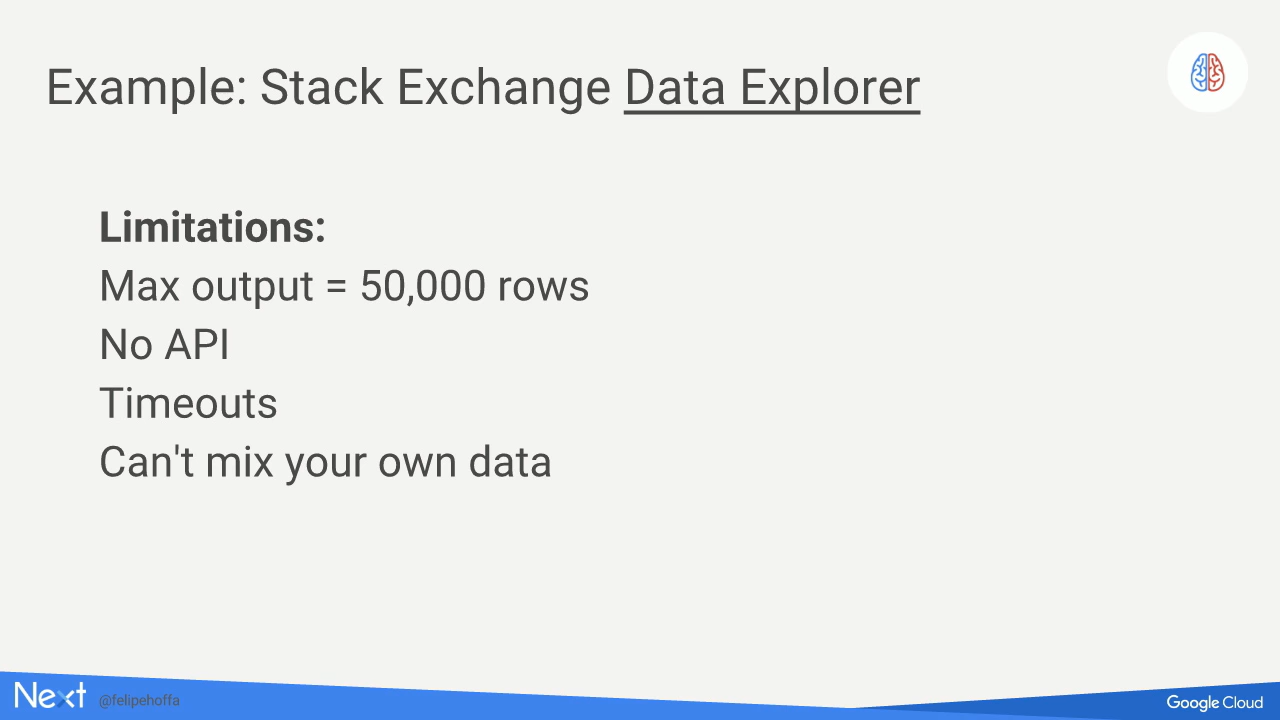 Example: Stack Exchange Data Explorer
Limitations:
Max output = 50,000 rows
No API
Timeouts
Can't mix your own data
Next @felipehoffa
Google Cloud